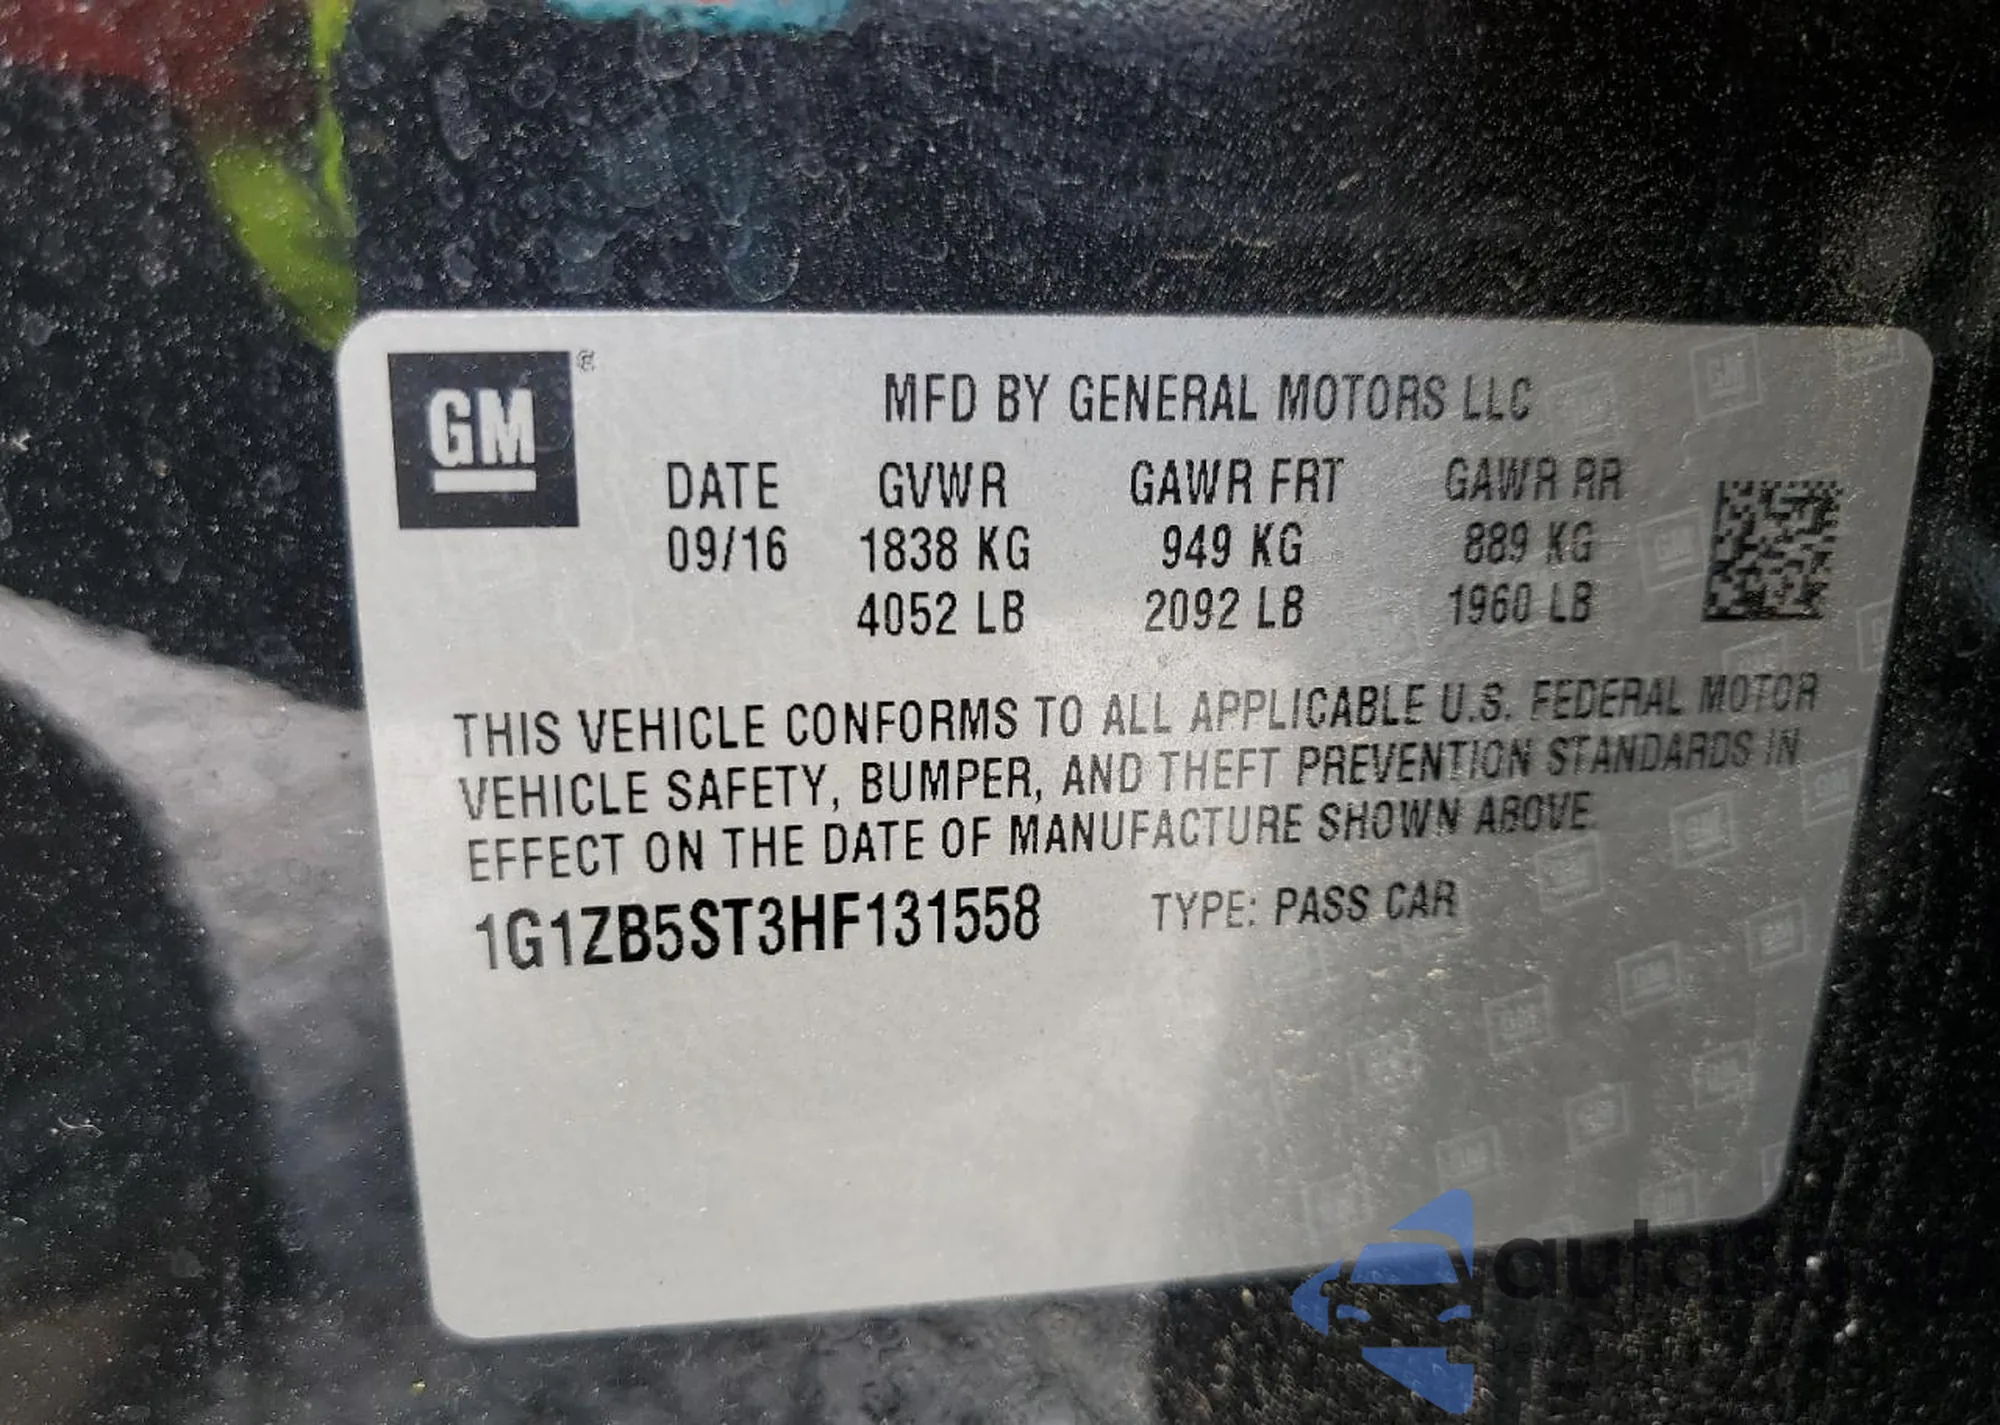 GM®
MFD BY GENERAL MOTORS LLC
DATE GVWR GAWR FRT GAWR RR
09/16 1838 KG 949 KG 889 KG
4052 LB 2092 LB 1960 LB
THIS VEHICLE CONFORMS TO ALL APPLICABLE U.S. FEDERAL MOTOR
VEHICLE SAFETY, BUMPER, AND THEFT PREVENTION STANDARDS IN
EFFECT ON THE DATE OF MANUFACTURE SHOWN ABOVE.
1G1ZB5ST3HF131558 TYPE: PASS CAR